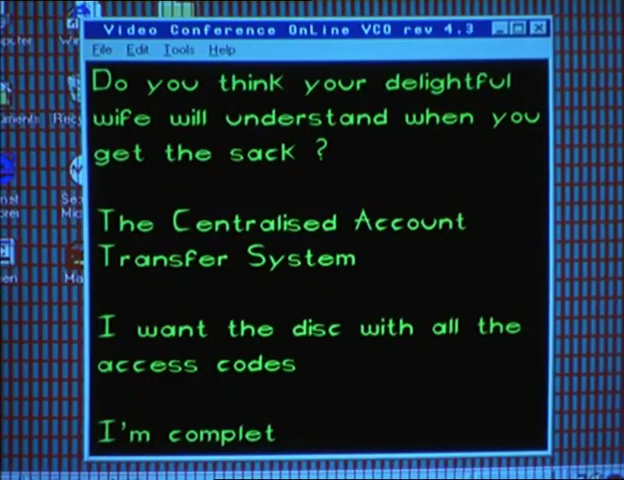 Video Conference OnLine VCO rev 4.3
File Edit Tools Help
Do you think your delightful
wife will understand when you
get the sack ?
The Centralised Account
Transfer System
I want the disc with all the
access codes
I'm complet